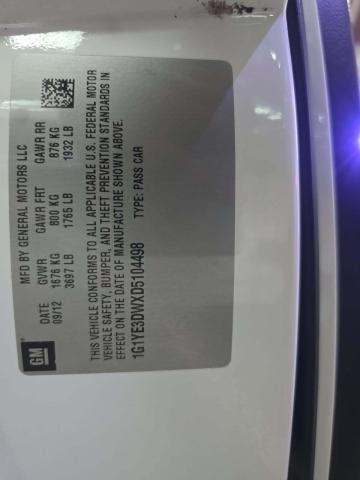 MFD BY GENERAL MOTORS LLC
DATE GVWR GAWR FRT GAWR RR
09/12 1676 KG 800 KG 876 KG
3697 LB 1765 LB 1932 LB
THIS VEHICLE CONFORMS TO ALL APPLICABLE U.S. FEDERAL MOTOR
VEHICLE SAFETY, BUMPER, AND THEFT PREVENTION STANDARDS IN
EFFECT ON THE DATE OF MANUFACTURE SHOWN ABOVE.
1G1YE3DWXD5104498 TYPE: PASS CAR
GM